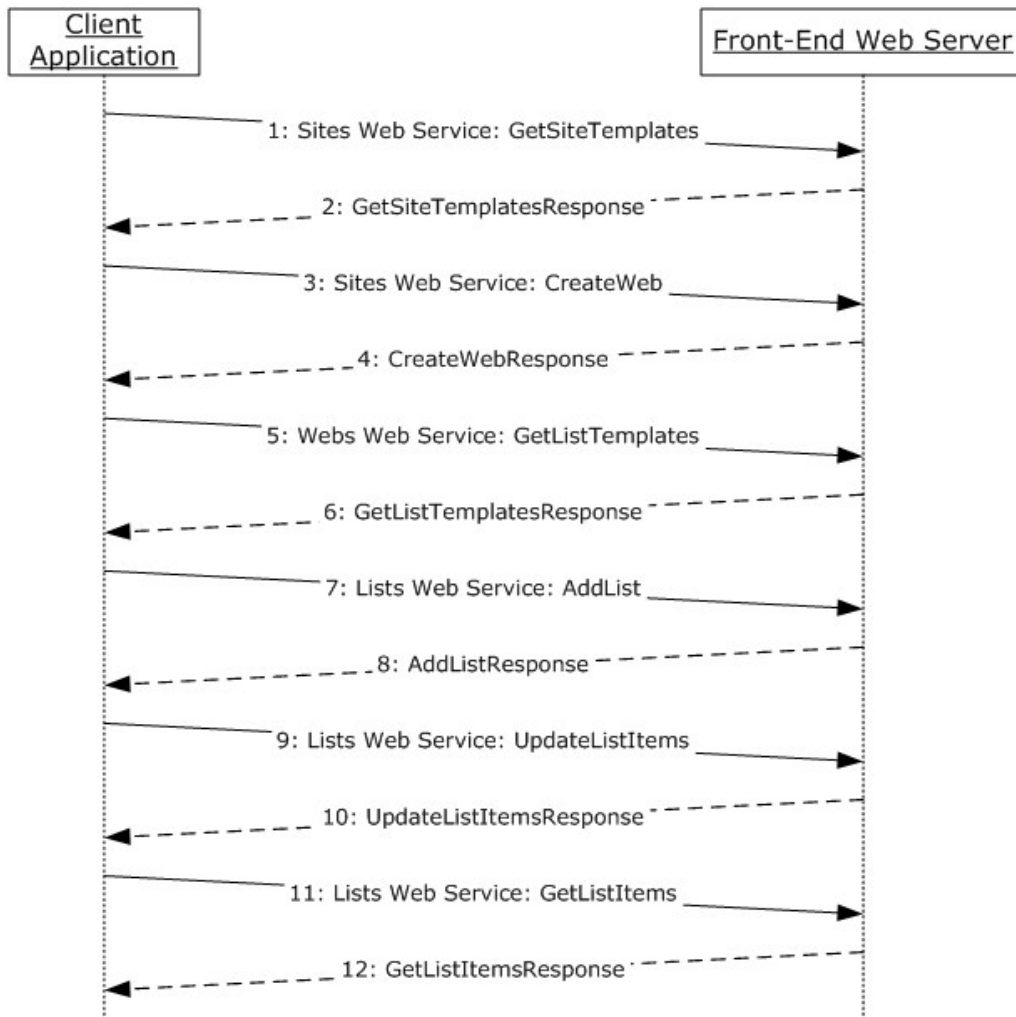 Client
Application
Front-End Web Server
1: Sites Web Service: GetSiteTemplates
2: GetSiteTemplatesResponse
3: Sites Web Service: CreateWeb
4: CreateWebResponse
5: Webs Web Service: GetListTemplates
6: GetListTemplatesResponse
7: Lists Web Service: AddList
8: AddListResponse
9: Lists Web Service: UpdateListItems
10: UpdateListItemsResponse
11: Lists Web Service: GetListItems
12: GetListItemsResponse